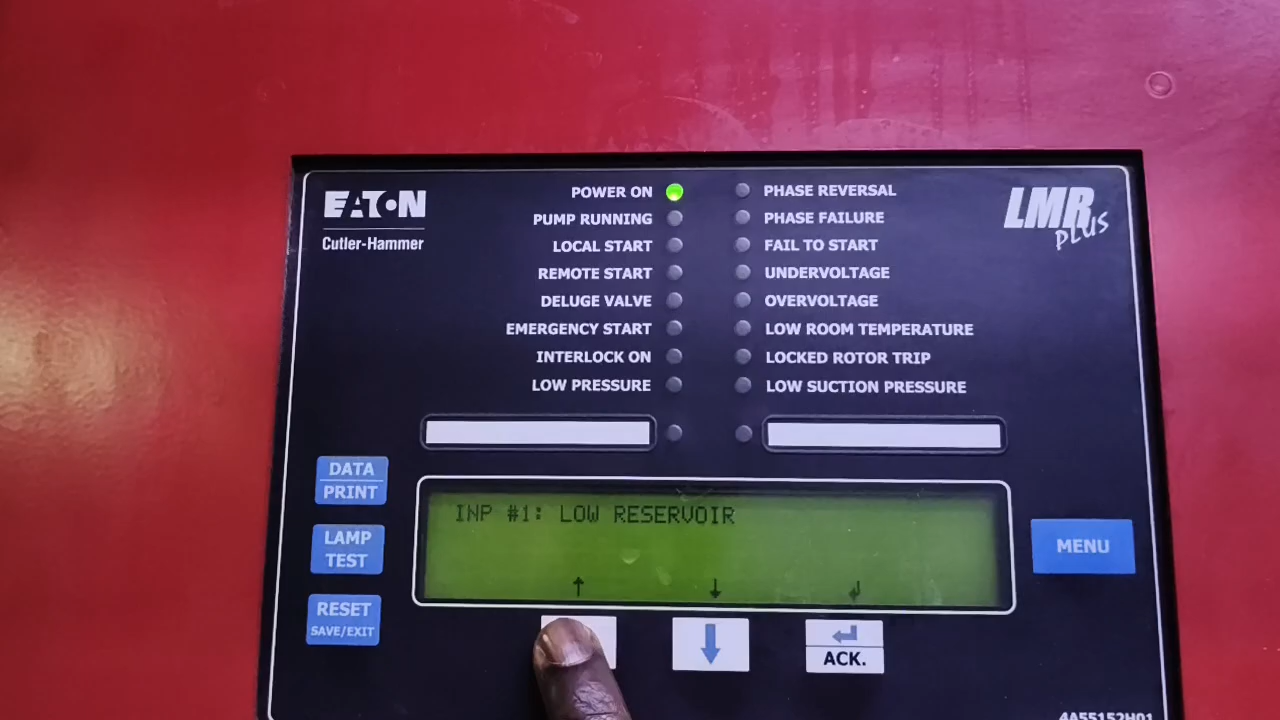 EATON
Cutler-Hammer
POWER ON
PUMP RUNNING
LOCAL START
REMOTE START
DELUGE VALVE
EMERGENCY START
INTERLOCK ON
LOW PRESSURE
PHASE REVERSAL
PHASE FAILURE
FAIL TO START
UNDERVOLTAGE
OVERVOLTAGE
LOW ROOM TEMPERATURE
LOCKED ROTOR TRIP
LOW SUCTION PRESSURE
LMR
PLUS
DATA
PRINT
LAMP
TEST
RESET
SAVE/EXIT
INP #1: LOW RESERVOIR
↑ ↓ ↲
MENU
ACK.
4A55152H01